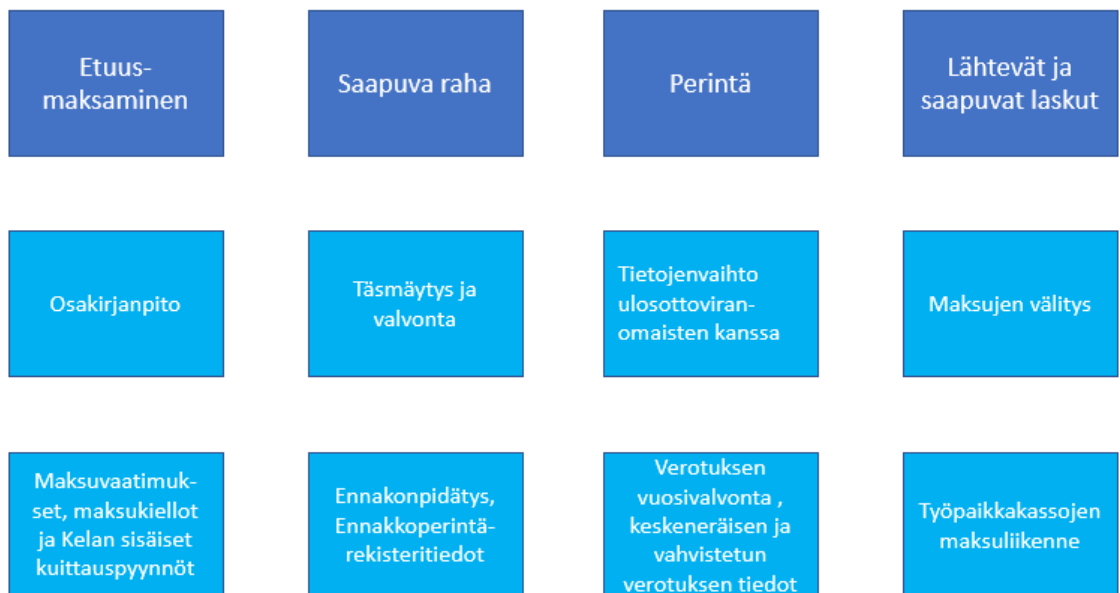 Etuus-
maksaminen
Saapuva raha
Perintä
Lähtevät ja
saapuvat laskut
Osakirjanpito
Täsmäytys ja
valvonta
Tietojenvaihto
ulosottoviran-
omaisten kanssa
Maksujen välitys
Maksuvaatimuk-
set, maksukiellot
ja Kelan sisäiset
kuittauspyynnöt
Ennakonpidätys,
Ennakkoperintä-
rekisteritiedot
Verotuksen
vuosivalvonta ,
keskeneräisen ja
vahvistetun
verotuksen tiedot
Työpaikkakassojen
maksuliikenne